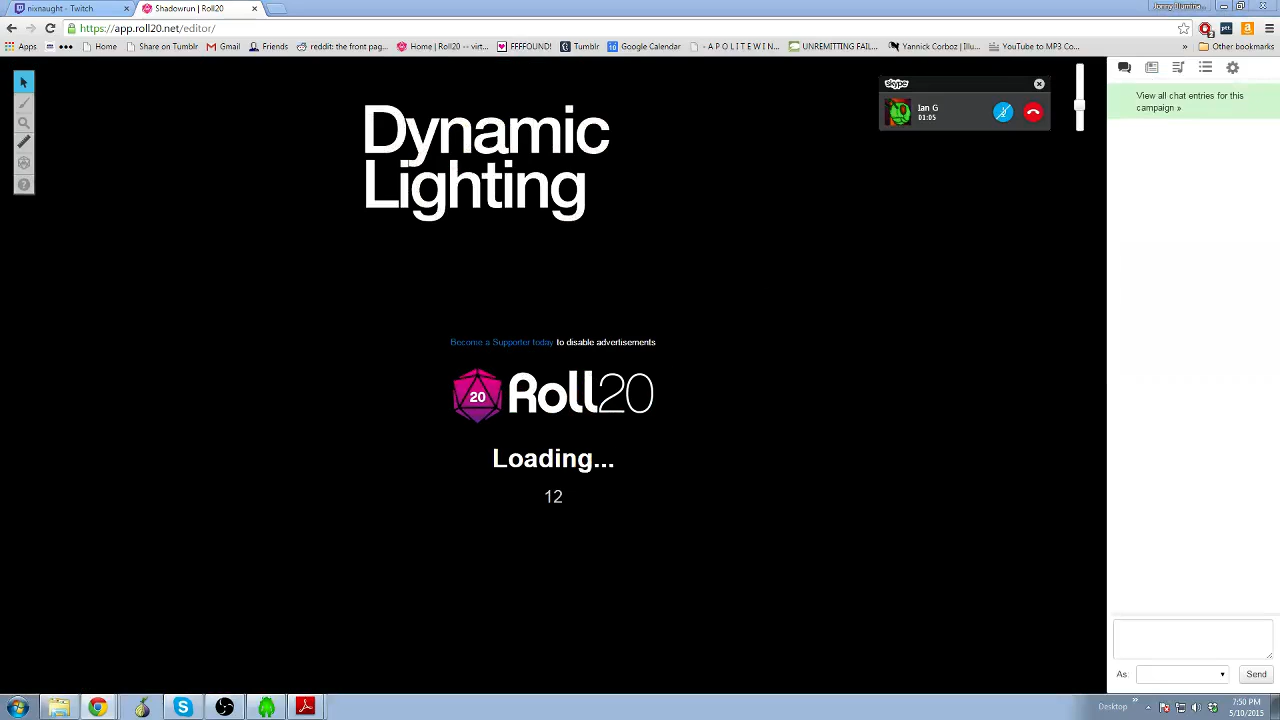 nixnaught - Twitch
Shadowrun | Roll20
https://app.roll20.net/editor/
Apps
Home
Share on Tumblr
Gmail
Friends
reddit: the front pag...
Home | Roll20 -- virt...
FFFFOUND!
Tumblr
16
Google Calendar
- A P O L I T W I N...
UNREMITTING FAIL...
Yannick Corboz (Illu...
YouTube to MP3 Co...
»
Other bookmarks
Dynamic
Lighting
skype
Ian G
01:05
View all chat entries for this
campaign »
Become a Supporter today to disable advertisements
20
Roll20
Loading...
12
As:
Send
Desktop
»
7:50 PM
5/10/2015